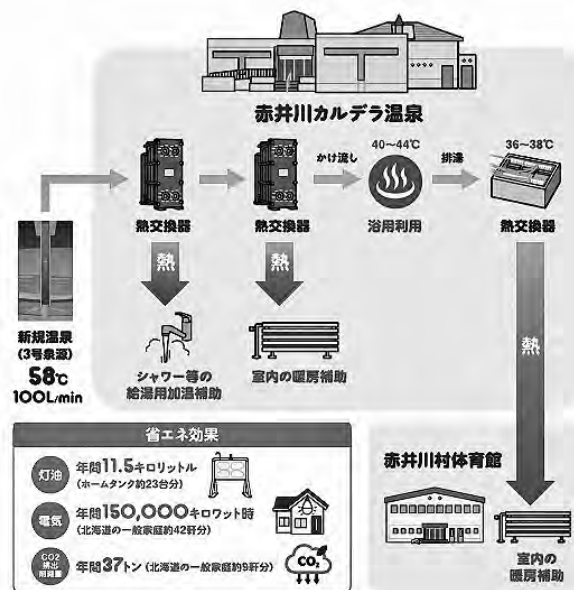 赤井川カルデラ温泉
熱交換器
熱交換器
かけ流し
40～44℃
浴用利用
排湯
36～38℃
熱交換器
新規温泉
(3号泉源)
58℃
100L/min
熱
シャワー等の
給湯用加温補助
熱
室内の暖房補助
熱
省エネ効果
灯油
年間11.5キロリットル
(ホームタンク約23台分)
電気
年間150,000キロワット時
(北海道の一般家庭約42軒分)
CO2
排出
削減量
年間37トン (北海道の一般家庭約9軒分)
CO₂
赤井川村体育館
室内の
暖房補助